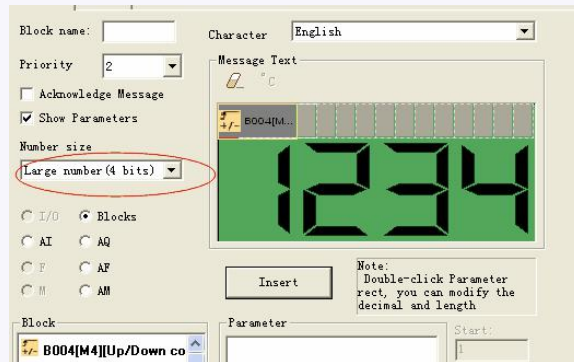 Block name:
Character English
Priority 2
Message Text
°C
Acknowledge Message
Show Parameters
+/- B004[M...
Number size
Large number(4 bits)
1234
I/O Blocks
AI AQ
F AF
M AM
Insert
Note:
Double-click Parameter
rect, you can modify the
decimal and length
Block
Parameter
Start:
+/- B004[M4][Up/Down co
1